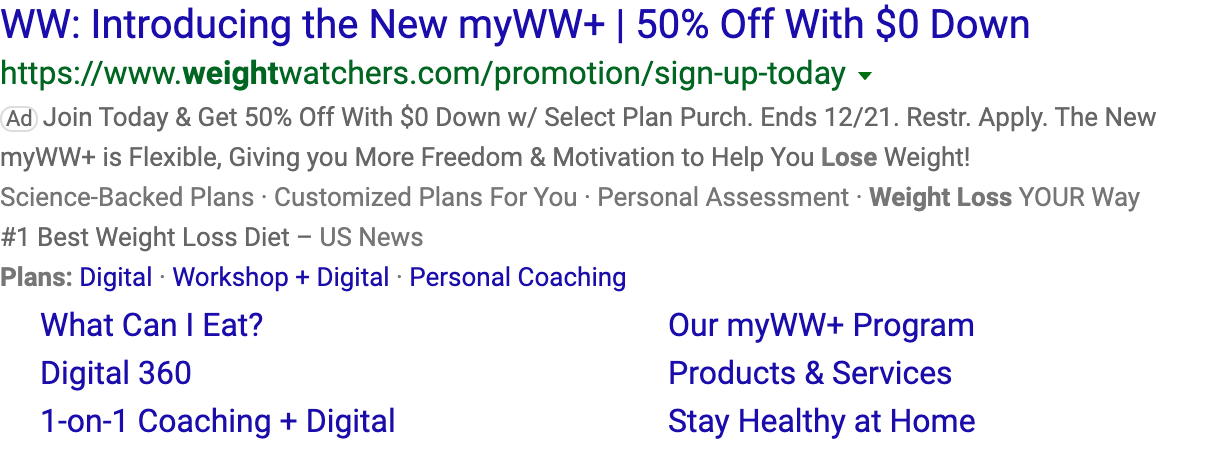 WW: Introducing the New myWW+ | 50% Off With $0 Down
https://www.weightwatchers.com/promotion/sign-up-today
Ad Join Today & Get 50% Off With $0 Down w/ Select Plan Purch. Ends 12/21. Restr. Apply. The New
myWW+ is Flexible, Giving you More Freedom & Motivation to Help You Lose Weight!
Science-Backed Plans · Customized Plans For You · Personal Assessment · Weight Loss YOUR Way
#1 Best Weight Loss Diet – US News
Plans: Digital · Workshop + Digital · Personal Coaching
What Can I Eat? Our myWW+ Program
Digital 360 Products & Services
1-on-1 Coaching + Digital Stay Healthy at Home